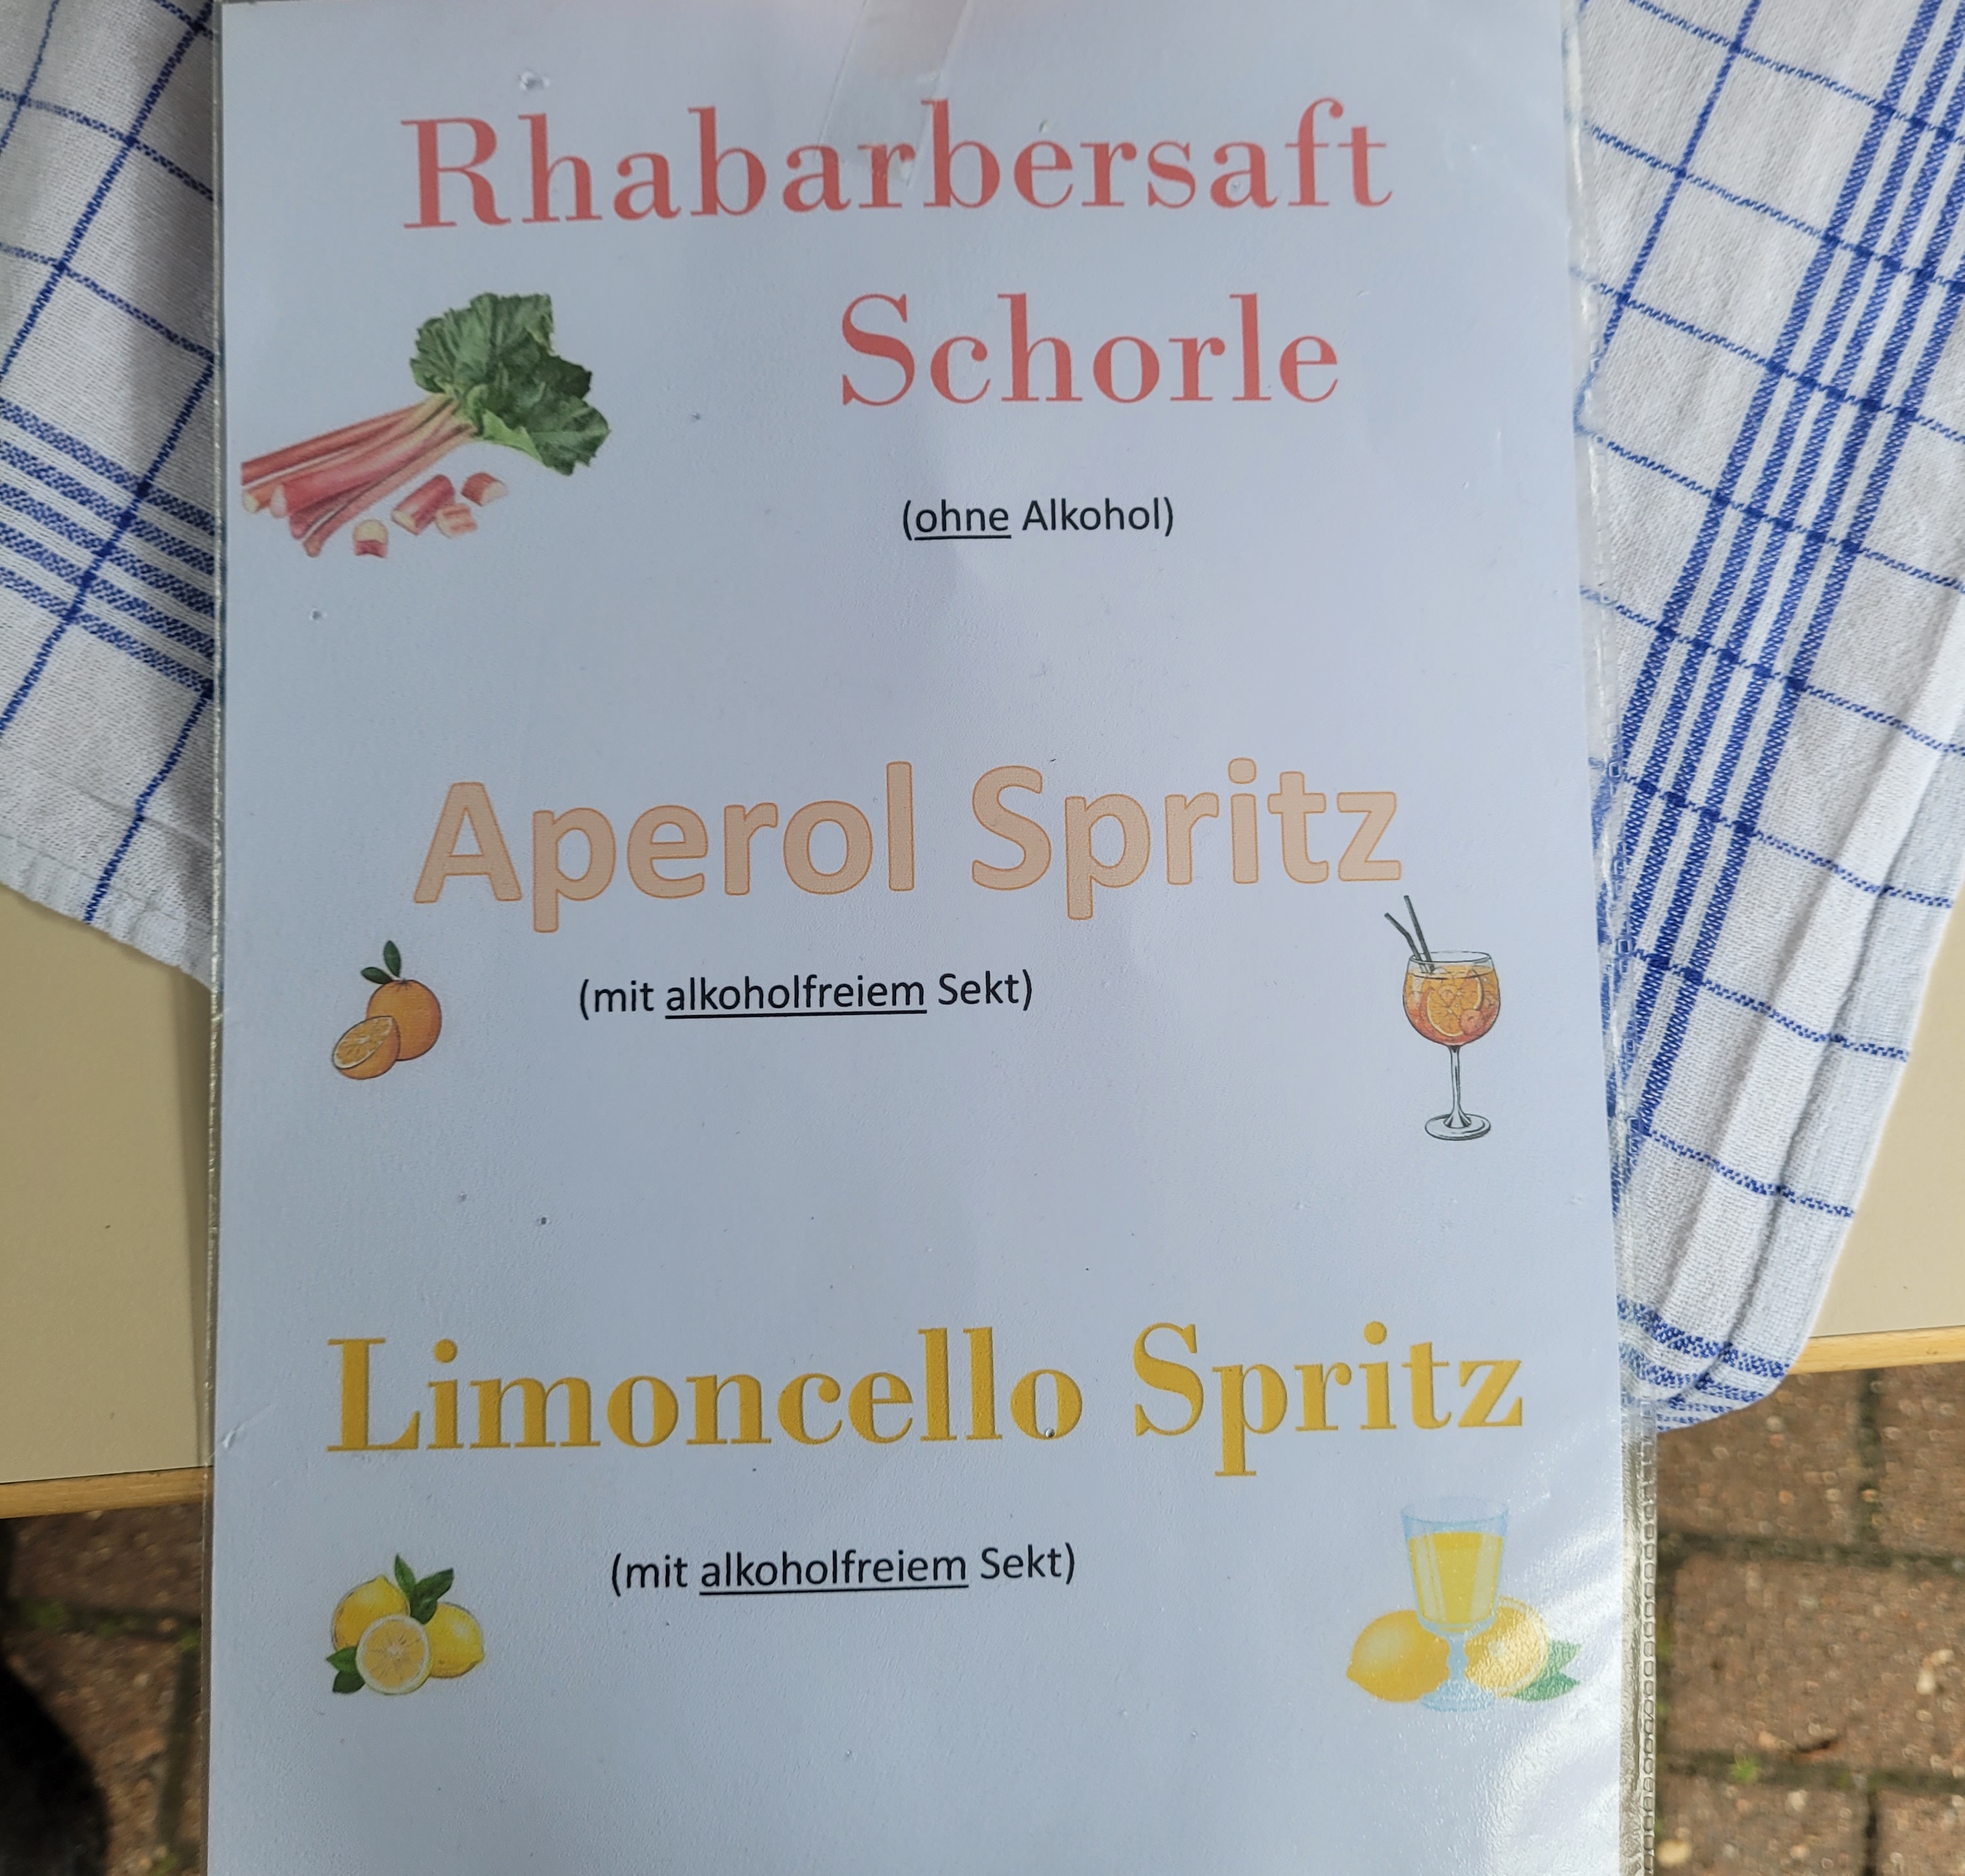 Rhabarbersaft
Schorle
(ohne Alkohol)
Aperol Spritz
(mit alkoholfreiem Sekt)
Limoncello Spritz
(mit alkoholfreiem Sekt)